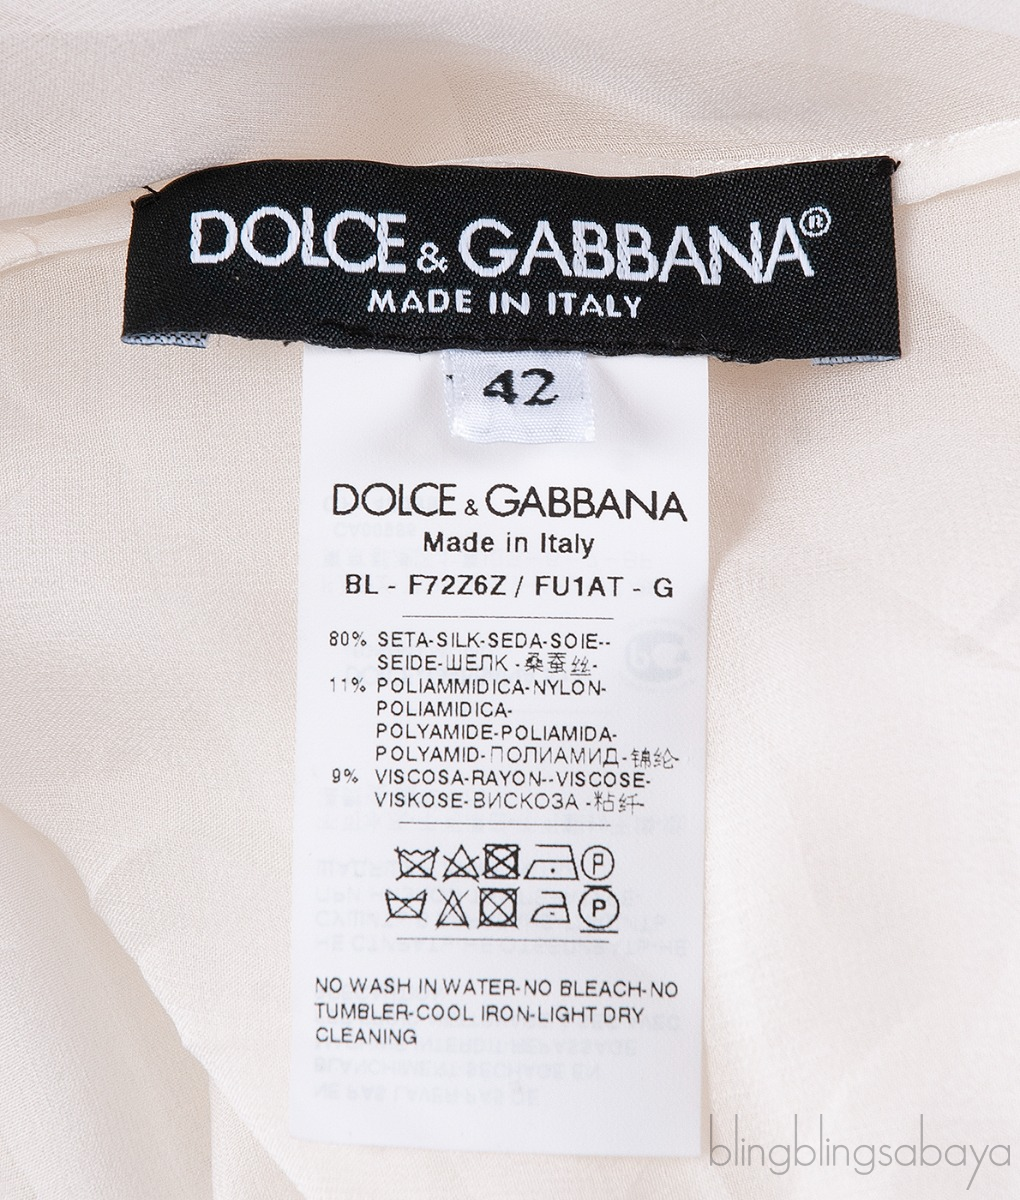 DOLCE & GABBANA®
MADE IN ITALY
42
DOLCE & GABBANA
Made in Italy
BL - F72Z6Z / FU1AT - G
80% SETA-SILK-SEDA-SOIE--
SEIDE-ШЕЛК -桑蚕丝-
11% POLIAMMIDICA-NYLON-
POLIAMIDICA-
POLYAMIDE-POLIAMIDA-
POLYAMID-ПОЛИАМИД-锦纶-
9% VISCOSA-RAYON--VISCOSE-
VISKOSE-ВИСКОЗА -粘纤-
P
P
NO WASH IN WATER-NO BLEACH-NO
TUMBLER-COOL IRON-LIGHT DRY
CLEANING
blingblingsabaya